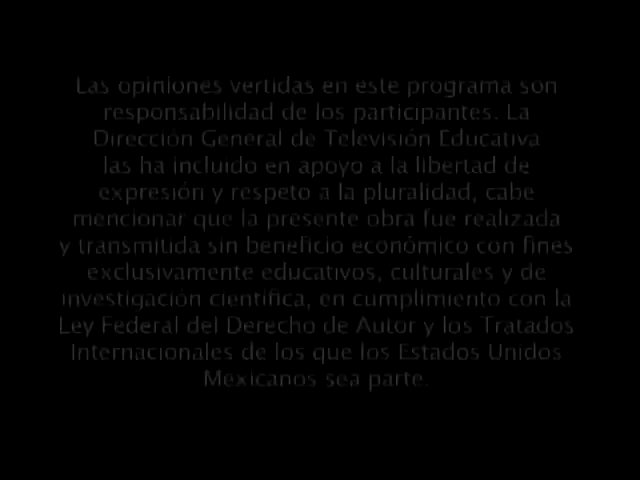 Las opiniones vertidas en este programa son
responsabilidad de los participantes. La
Dirección General de Televisión Educativa
las ha incluido en apoyo a la libertad de
expresión y respeto a la pluralidad, cabe
mencionar que la presente obra fue realizada
y transmitida sin beneficio económico con fines
exclusivamente educativos, culturales y de
investigación científica, en cumplimiento con la
Ley Federal del Derecho de Autor y los Tratados
Internacionales de los que los Estados Unidos
Mexicanos sea parte.